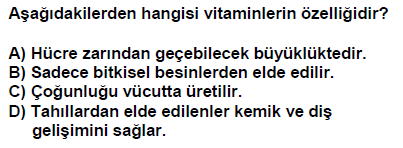 Aşağıdakilerden hangisi vitaminlerin özelliğidir?
A) Hücre zarından geçebilecek büyüklüktedir.
B) Sadece bitkisel besinlerden elde edilir.
C) Çoğunluğu vücutta üretilir.
D) Tahıllardan elde edilenler kemik ve diş
gelişimini sağlar.